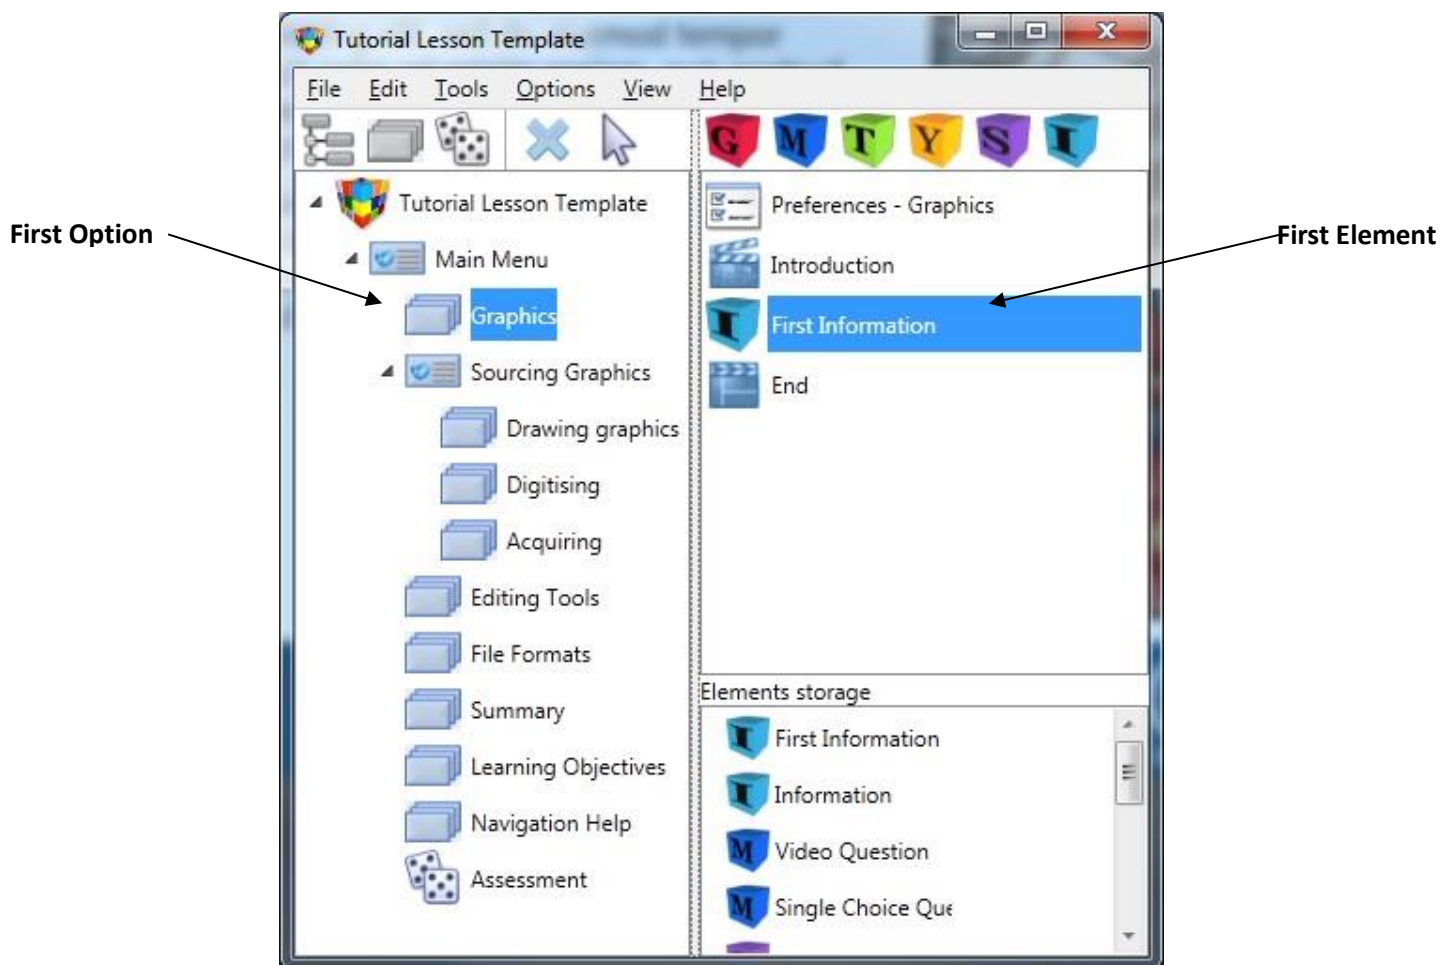 Tutorial Lesson Template
File Edit Tools Options View Help
G M T Y S I
First Option
Tutorial Lesson Template
Main Menu
Graphics
Sourcing Graphics
Drawing graphics
Digitising
Acquiring
Editing Tools
File Formats
Summary
Learning Objectives
Navigation Help
Assessment
Preferences - Graphics
Introduction
I First Information
End
First Element
Elements storage
I First Information
I Information
M Video Question
M Single Choice Que